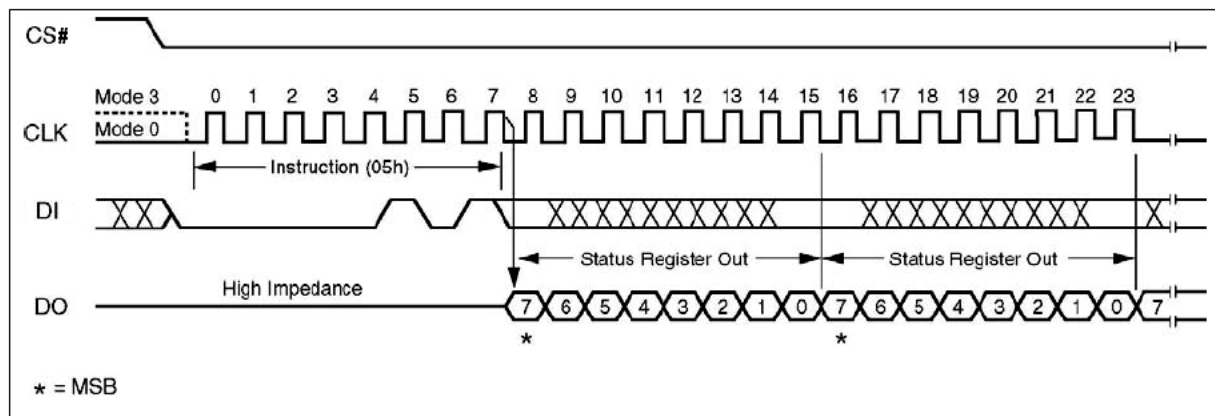 CS#
Mode 3 0 1 2 3 4 5 6 7 8 9 10 11 12 13 14 15 16 17 18 19 20 21 22 23
CLK Mode 0
Instruction (05h)
DI
Status Register Out Status Register Out
High Impedance
DO 7 6 5 4 3 2 1 0 7 6 5 4 3 2 1 0 7
* *
* = MSB